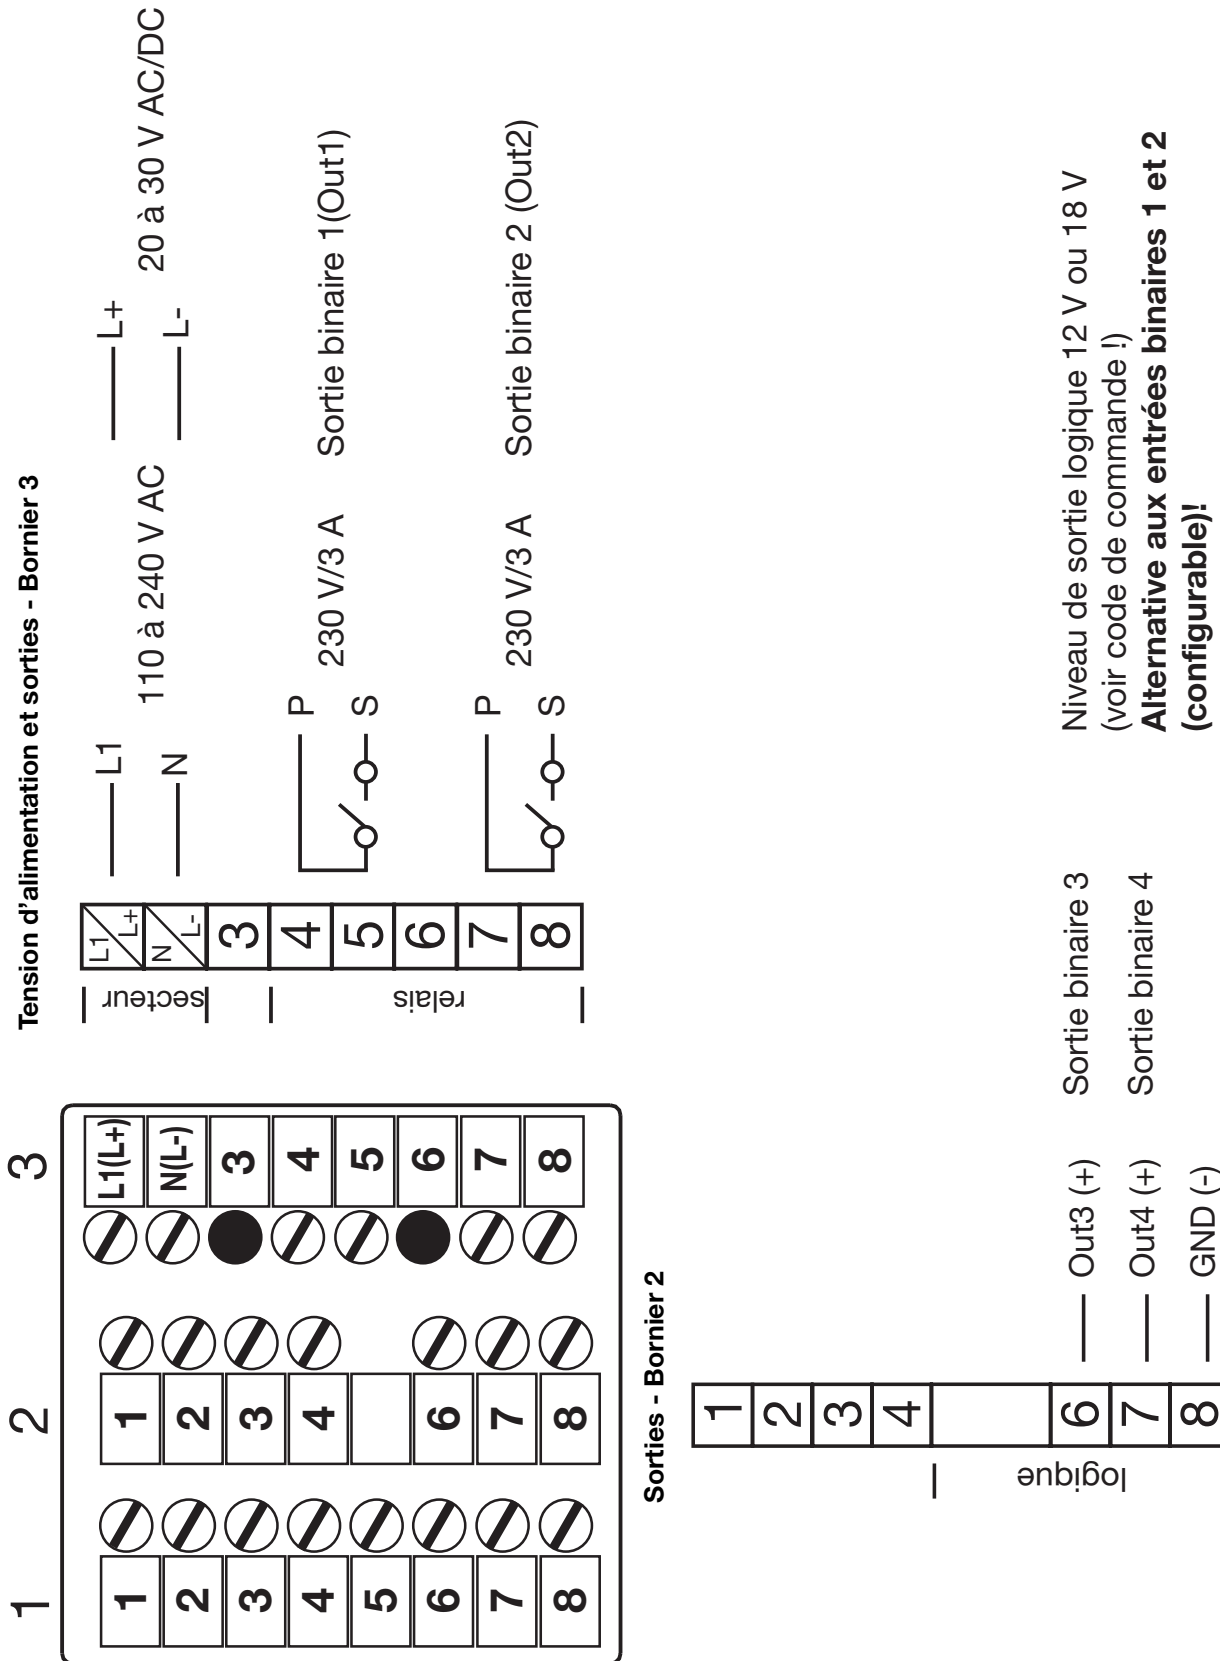 1 2 3
1 1 L1(L+)
2 2 N(L-)
3 3 3
4 4 4
5 5
6 6 6
7 7 7
8 8 8
Tension d'alimentation et sorties - Bornier 3
secteur
L1 L+
L1
L+
N L-
N
L-
110 à 240 V AC
20 à 30 V AC/DC
3
relais
4
P
5
S
230 V/3 A
Sortie binaire 1(Out1)
6
7
P
8
S
230 V/3 A
Sortie binaire 2 (Out2)
Sorties - Bornier 2
1
2
3
4
logique
6
Out3 (+)
Sortie binaire 3
7
Out4 (+)
Sortie binaire 4
8
GND (-)
Niveau de sortie logique 12 V ou 18 V
(voir code de commande !)
Alternative aux entrées binaires 1 et 2
(configurable)!